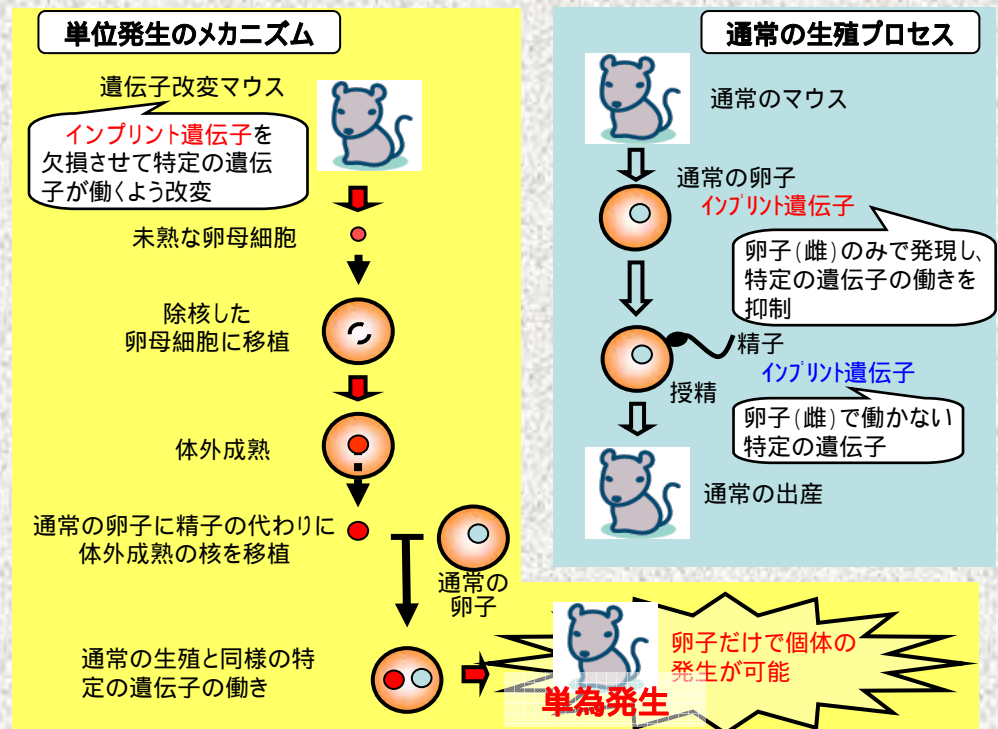 単位発生のメカニズム
遺伝子改変マウス
インプリント遺伝子を
欠損させて特定の遺伝
子が働くよう改変
未熟な卵母細胞
除核した
卵母細胞に移植
体外成熟
通常の卵子に精子の代わりに
体外成熟の核を移植
通常の
卵子
通常の生殖と同様の特
定の遺伝子の働き
通常の生殖プロセス
通常のマウス
通常の卵子
インプリント遺伝子
卵子(雌)のみで発現し、
特定の遺伝子の働きを
抑制
精子
インプリント遺伝子
授精
卵子(雌)で働かない
特定の遺伝子
通常の出産
卵子だけで個体の
発生が可能
単為発生